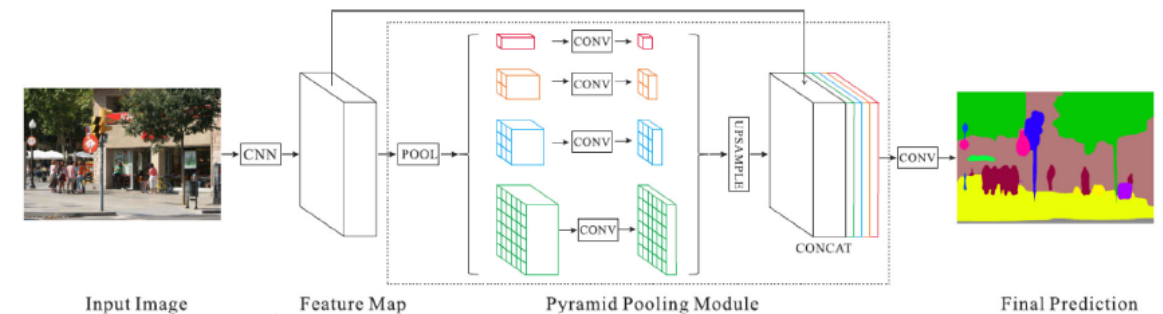 CNN
POOL
CONV
CONV
CONV
CONV
UPSAMPLE
CONCAT
CONV
Input Image
Feature Map
Pyramid Pooling Module
Final Prediction